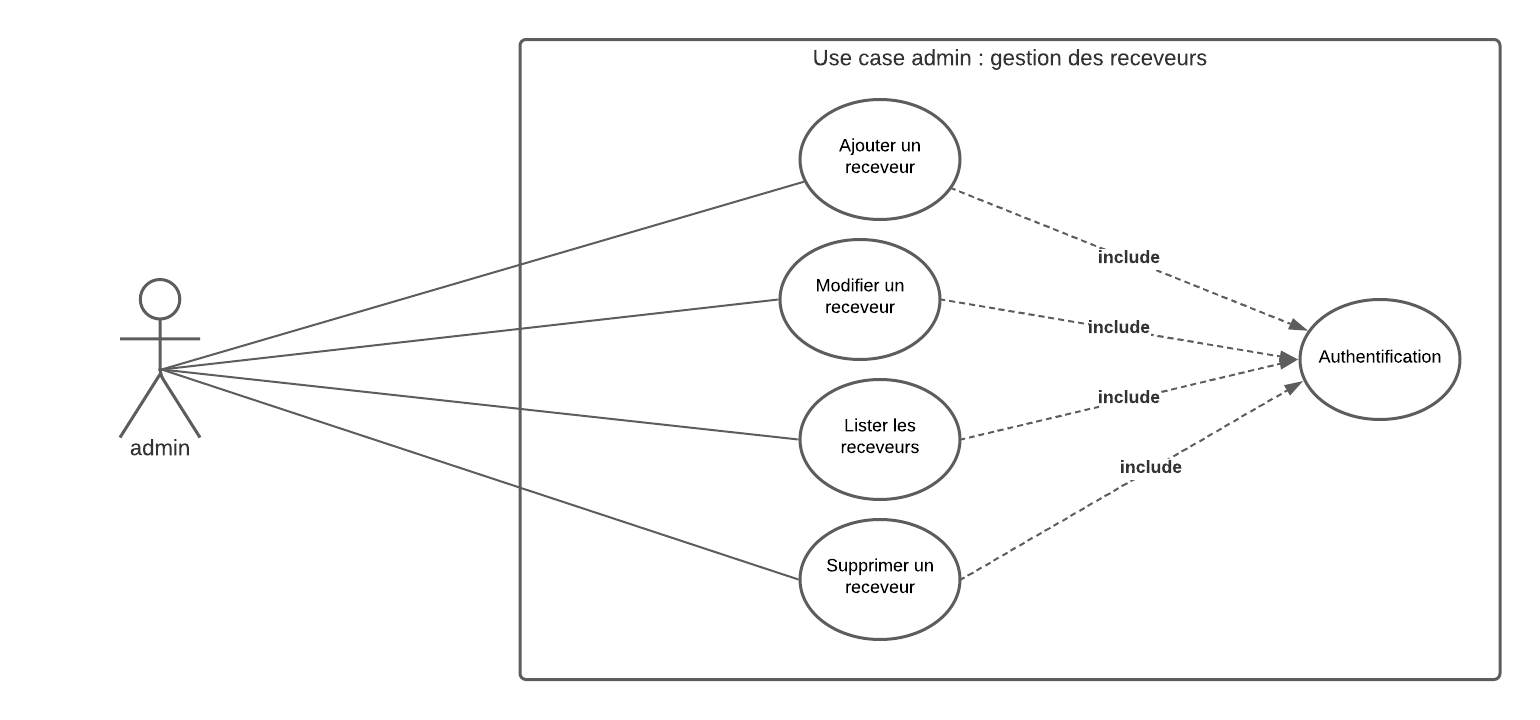 Use case admin : gestion des receveurs
Ajouter un
receveur
include
Modifier un
receveur
include
Authentification
Lister les
receveurs
include
admin
include
Supprimer un
receveur